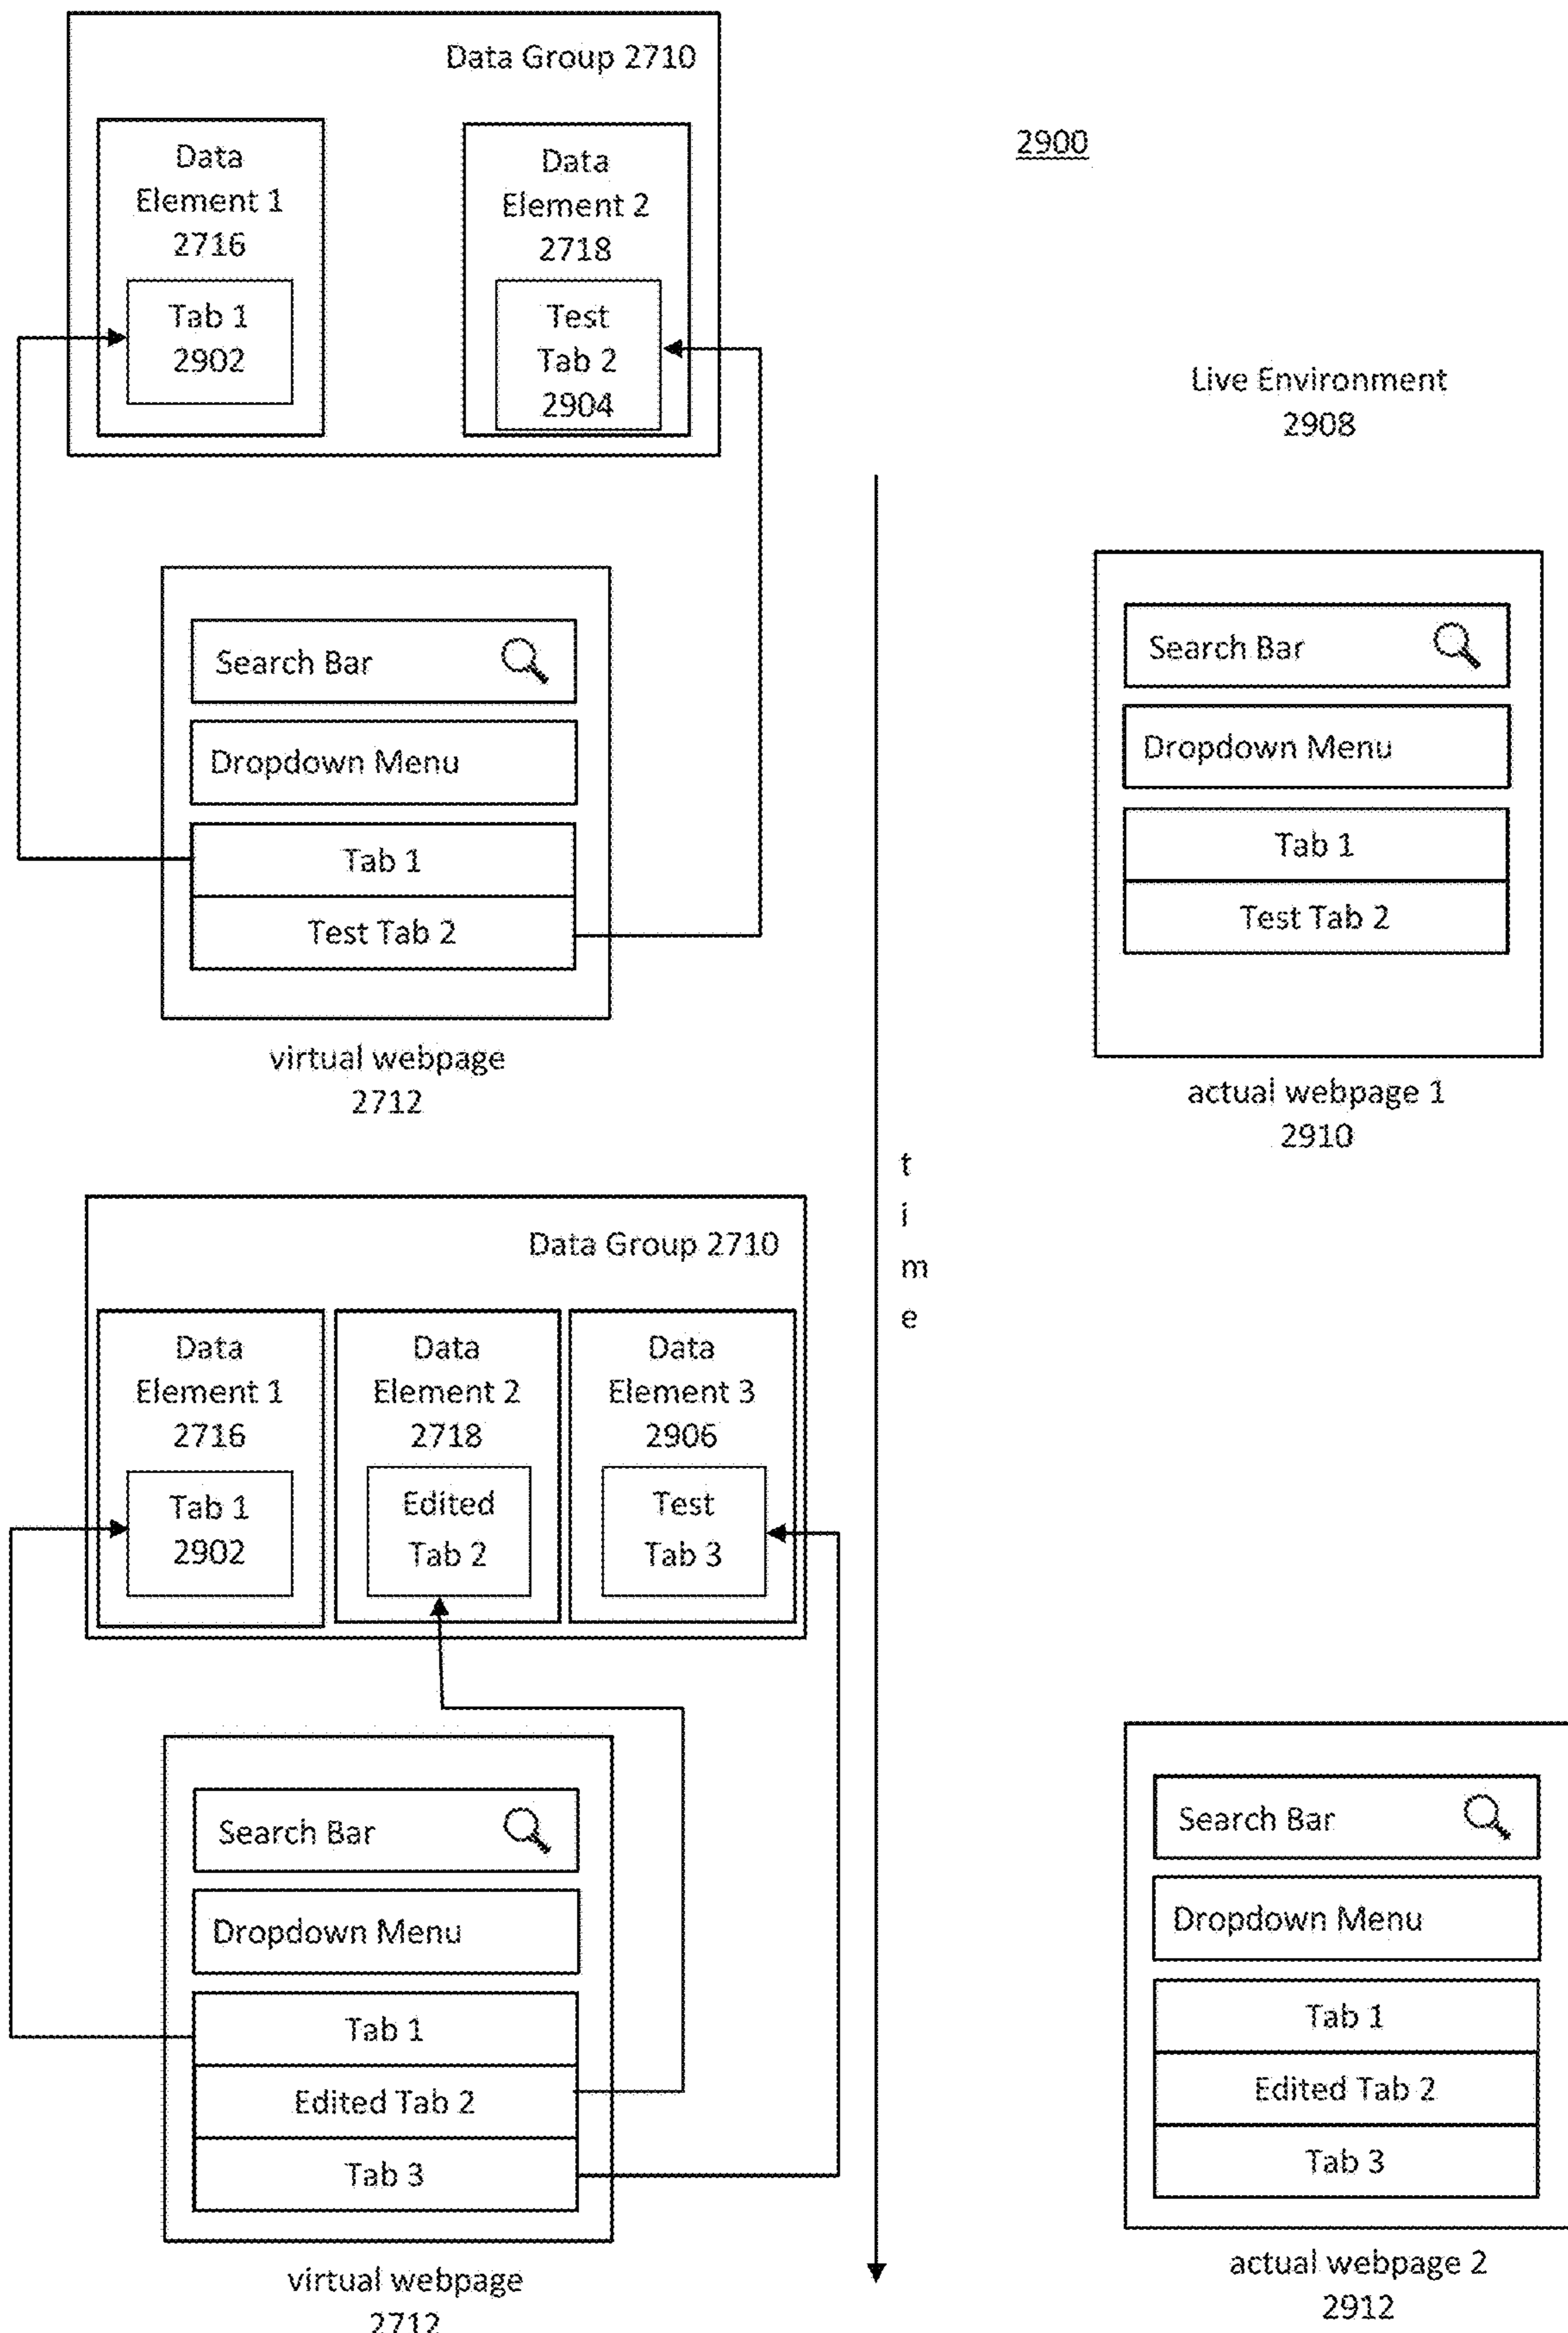 Data Group 2710
2900
Data
Element 1
2716
Tab 1
2902
Data
Element 2
2718
Test
Tab 2
2904
Live Environment
2908
Search Bar
Dropdown Menu
Tab 1
Test Tab 2
virtual webpage
2712
Search Bar
Dropdown Menu
Tab 1
Test Tab 2
actual webpage 1
2910
t
i
m
e
Data Group 2710
Data
Element 1
2716
Tab 1
2902
Data
Element 2
2718
Edited
Tab 2
Data
Element 3
2906
Test
Tab 3
Search Bar
Dropdown Menu
Tab 1
Edited Tab 2
Tab 3
virtual webpage
2712
Search Bar
Dropdown Menu
Tab 1
Edited Tab 2
Tab 3
actual webpage 2
2912